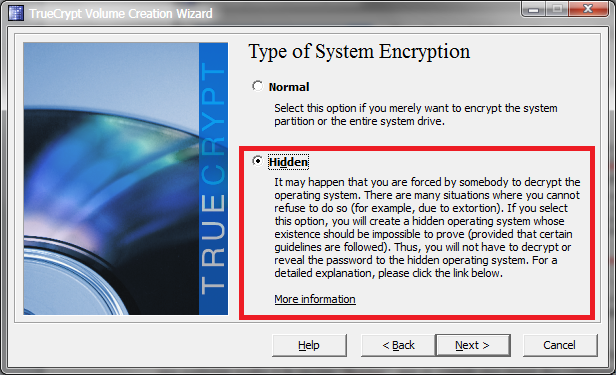 TrueCrypt Volume Creation Wizard
TRUECRYPT
Type of System Encryption
Normal
Select this option if you merely want to encrypt the system
partition or the entire system drive.
Hidden
It may happen that you are forced by somebody to decrypt the
operating system. There are many situations where you cannot
refuse to do so (for example, due to extortion). If you select
this option, you will create a hidden operating system whose
existence should be impossible to prove (provided that certain
guidelines are followed). Thus, you will not have to decrypt or
reveal the password to the hidden operating system. For a
detailed explanation, please click the link below.
More information
Help < Back Next > Cancel